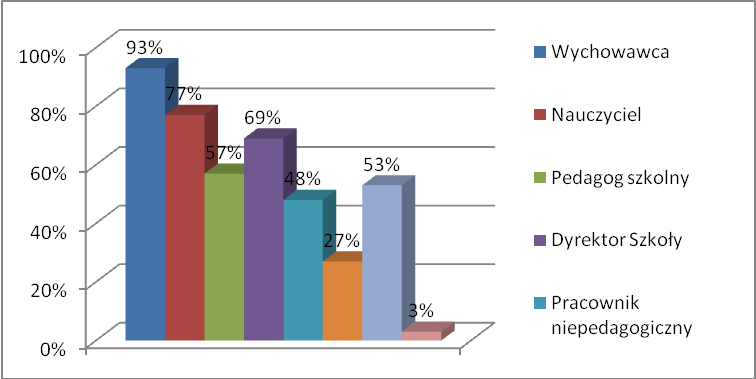 100%
80%
60%
40%
20%
0%
93%
77%
57%
69%
48%
27%
53%
3%
Wychowawca
Nauczyciel
Pedagog szkolny
Dyrektor Szkoły
Pracownik
niepedagogiczny